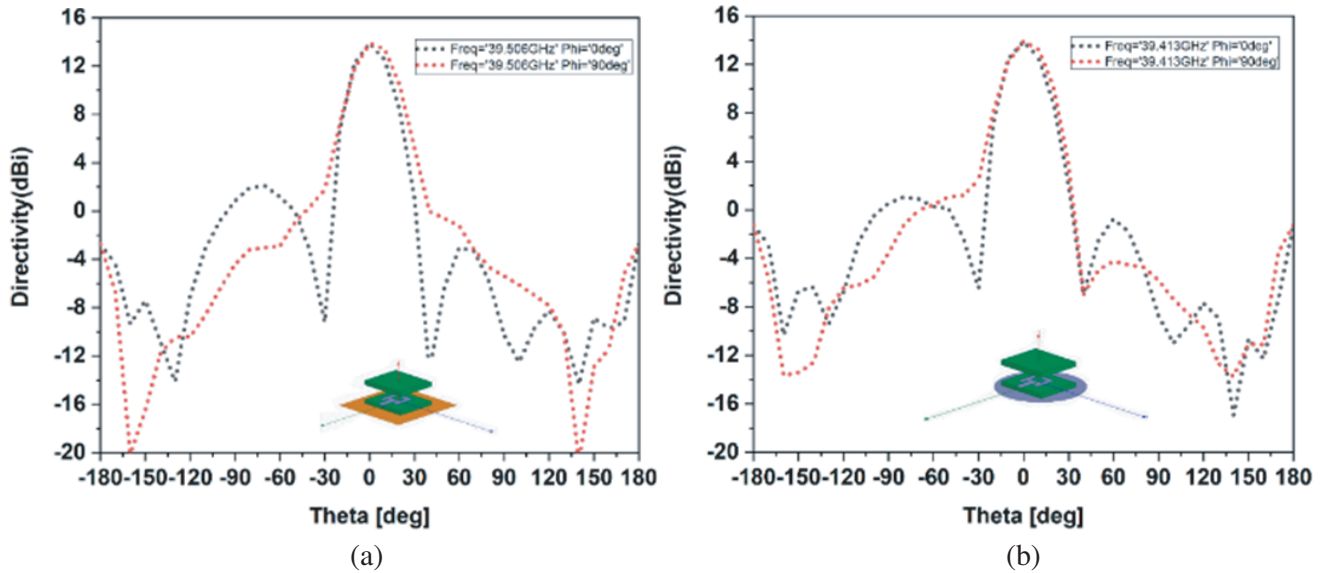 16
12
8
4
0
-4
-8
-12
-16
-20
Directivity(dBi)
Freq='39.506GHz' Phi='0deg'
Freq='39.506GHz' Phi='90deg'
-180 -150 -120 -90 -60 -30 0 30 60 90 120 150 180
Theta [deg]
(a)
16
12
8
4
0
-4
-8
-12
-16
-20
Directivity(dBi)
Freq='39.413GHz' Phi='0deg'
Freq='39.413GHz' Phi='90deg'
-180 -150 -120 -90 -60 -30 0 30 60 90 120 150 180
Theta [deg]
(b)